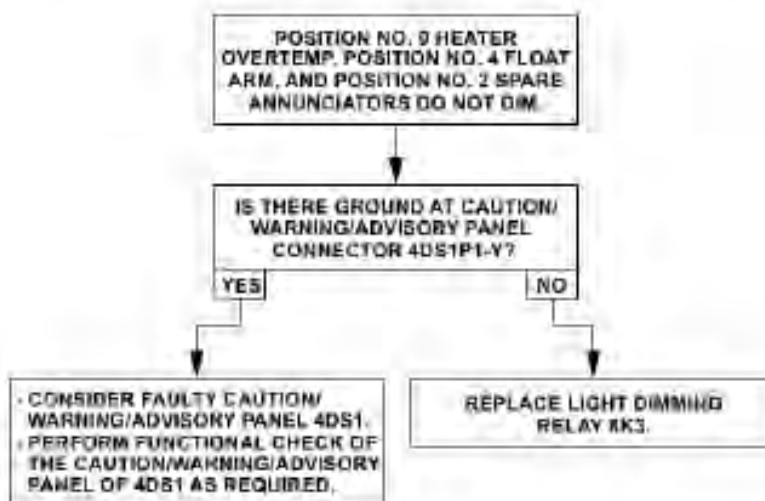 POSITION NO. 9 HEATER
OVERTEMP, POSITION NO. 4 FLOAT
ARM, AND POSITION NO. 2 SPARE
ANNUNCIATORS DO NOT DIM.
IS THERE GROUND AT CAUTION/
WARNING/ADVISORY PANEL
CONNECTOR 4DS1P1-Y?
YES
NO
- CONSIDER FAULTY CAUTION/
WARNING/ADVISORY PANEL 4DS1.
- PERFORM FUNCTIONAL CHECK OF
THE CAUTION/WARNING/ADVISORY
PANEL OF 4DS1 AS REQUIRED.
REPLACE LIGHT DIMMING
RELAY